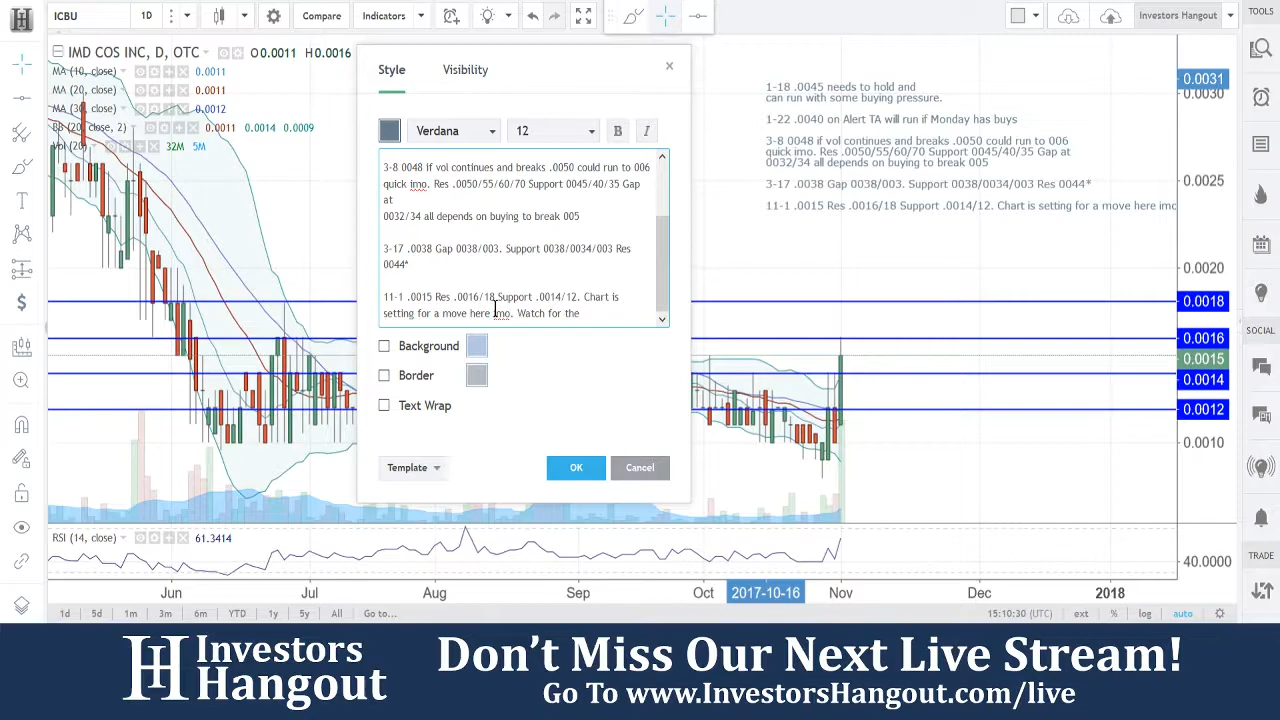 ICBU
1D
Compare
Indicators
Investors Hangout
TOOLS
IMD COS INC, D, OTC
O0.0011 H0.0016
MA (10, close) 0.0011
MA (20, close) 0.0011
MA (30, close) 0.0012
BB (20, close, 2) 0.0011 0.0014 0.0009
Vol (20) 32M 5M
Style
Visibility
×
Verdana
12
B
I
3-8 0048 if vol continues and breaks .0050 could run to 006
quick imo. Res .0050/55/60/70 Support 0045/40/35 Gap
at
0032/34 all depends on buying to break 005
3-17 .0038 Gap 0038/003. Support 0038/0034/003 Res
0044*
11-1 .0015 Res .0016/18 Support .0014/12. Chart is
setting for a move here imo. Watch for the
Background
Border
Text Wrap
Template
OK
Cancel
1-18 .0045 needs to hold and
can run with some buying pressure.
1-22 .0040 on Alert TA will run if Monday has buys
3-8 0048 if vol continues and breaks .0050 could run to 006
quick imo. Res .0050/55/60/70 Support 0045/40/35 Gap at
0032/34 all depends on buying to break 005
3-17 .0038 Gap 0038/003. Support 0038/0034/003 Res 0044*
11-1 .0015 Res .0016/18 Support .0014/12. Chart is setting for a move here imo
0.0031
0.0030
0.0025
0.0020
0.0018
0.0016
0.0015
0.0014
0.0012
0.0010
SOCIAL
TRADE
RSI (14, close) 61.3414
40.0000
Jun
Jul
Aug
Sep
Oct
2017-10-16
Nov
Dec
2018
1d
5d
1m
3m
6m
YTD
1y
5y
All
Go to...
15:10:30 (UTC)
ext
%
log
auto
Investors
Hangout
Don't Miss Our Next Live Stream!
Go To www.InvestorsHangout.com/live